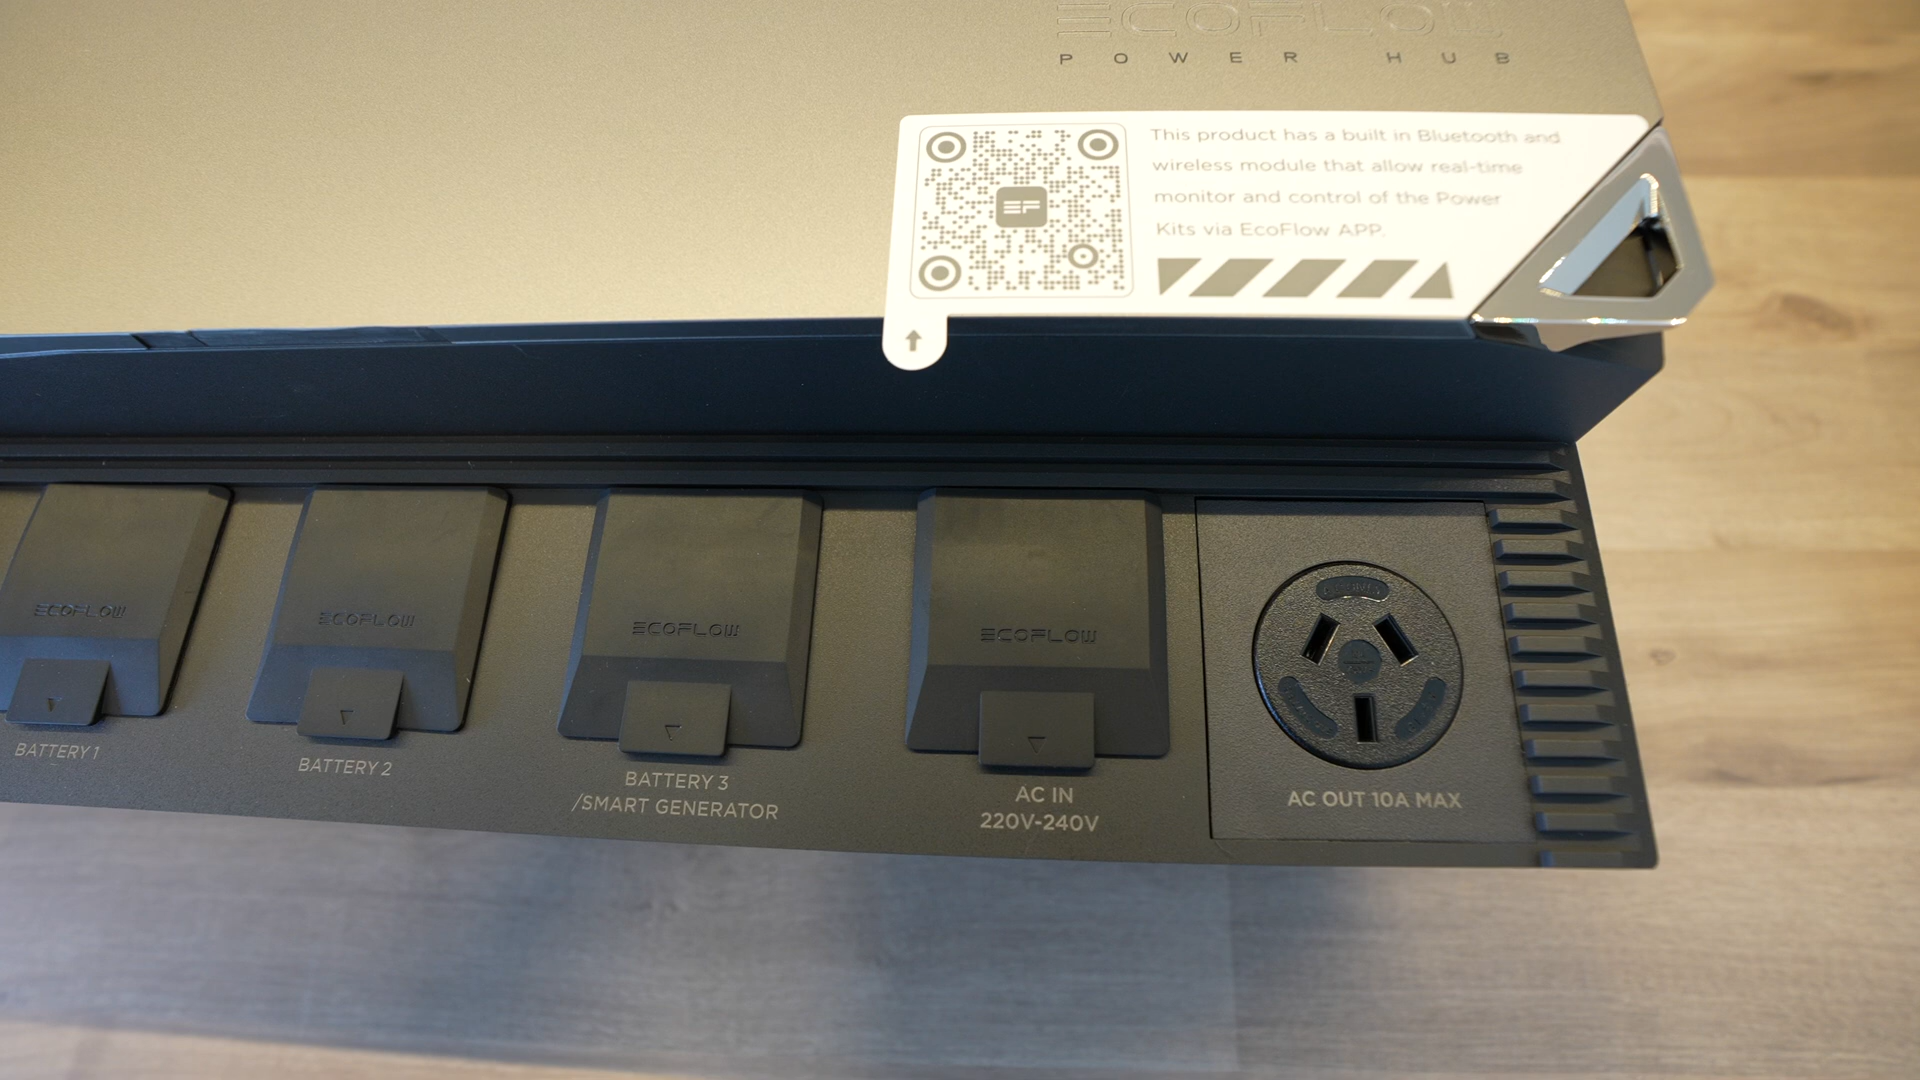 ECOFLOW
POWER HUB
This product has a built in Bluetooth and
wireless module that allow real-time
monitor and control of the Power
Kits via EcoFlow APP.
EF
ECOFLOW
ECOFLOW
ECOFLOW
ECOFLOW
BATTERY 1
BATTERY 2
BATTERY 3
/SMART GENERATOR
AC IN
220V-240V
AC OUT 10A MAX